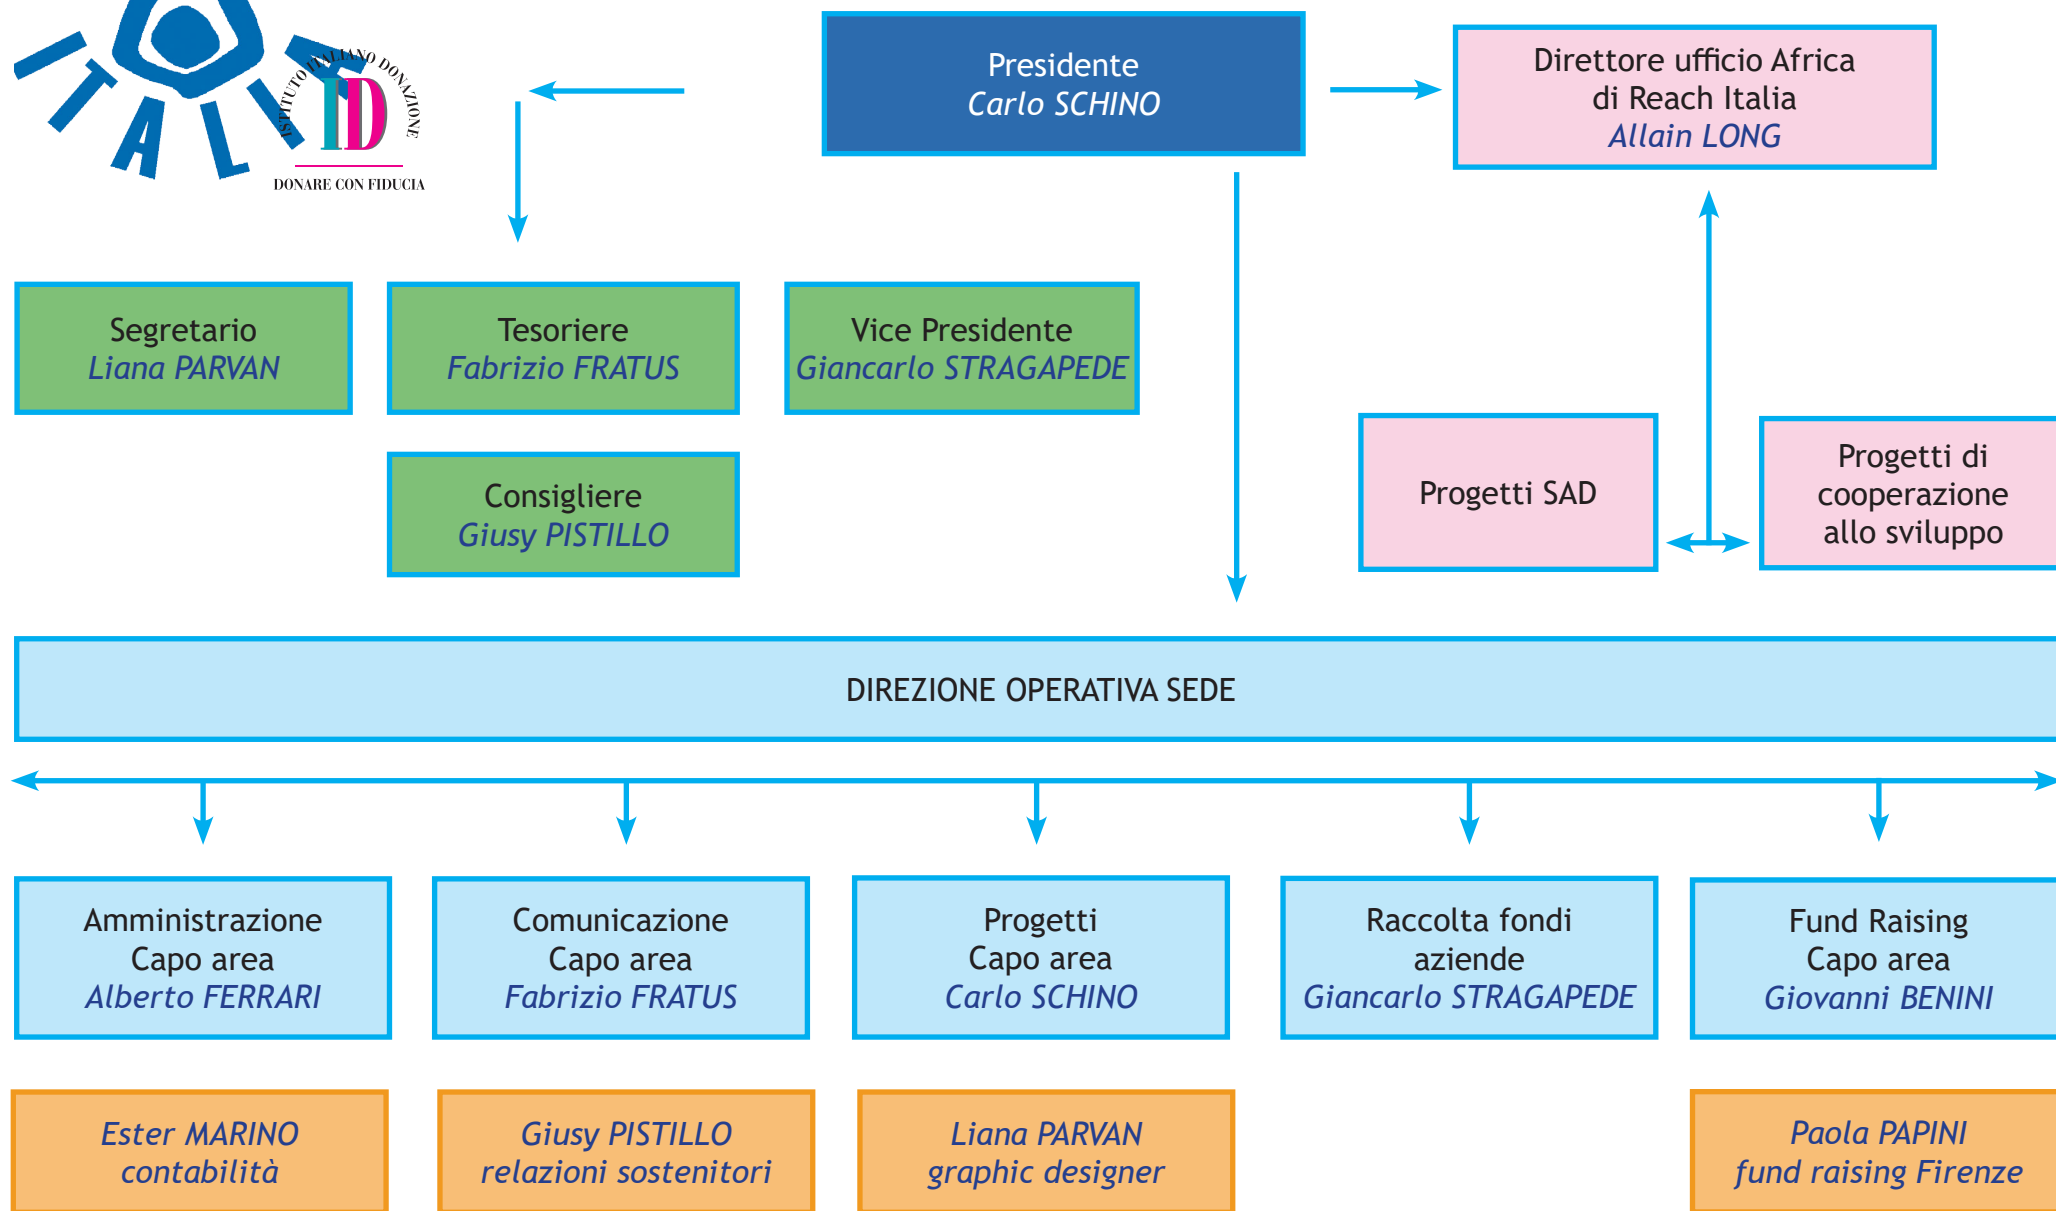 ITALIA
ISTITUTO ITALIANO DONAZIONE
IID
DONARE CON FIDUCIA
Presidente
Carlo SCHINO
Direttore ufficio Africa
di Reach Italia
Allain LONG
Segretario
Liana PARVAN
Tesoriere
Fabrizio FRATUS
Vice Presidente
Giancarlo STRAGAPEDE
Consigliere
Giusy PISTILLO
Progetti SAD
Progetti di
cooperazione
allo sviluppo
DIREZIONE OPERATIVA SEDE
Amministrazione
Capo area
Alberto FERRARI
Comunicazione
Capo area
Fabrizio FRATUS
Progetti
Capo area
Carlo SCHINO
Raccolta fondi
aziende
Giancarlo STRAGAPEDE
Fund Raising
Capo area
Giovanni BENINI
Ester MARINO
contabilità
Giusy PISTILLO
relazioni sostenitori
Liana PARVAN
graphic designer
Paola PAPINI
fund raising Firenze